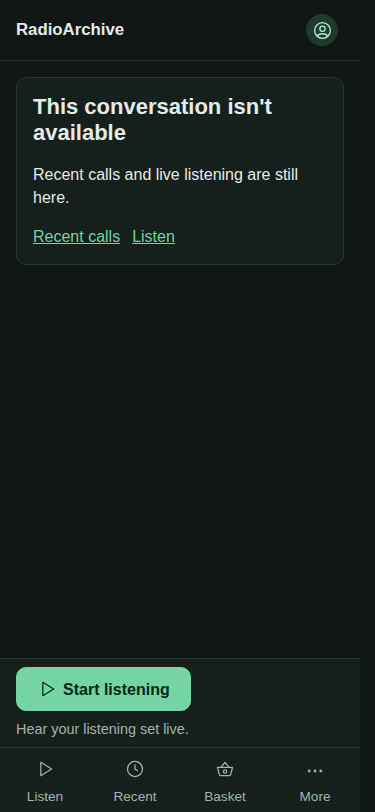 RadioArchive
This conversation isn't
available
Recent calls and live listening are still
here.
Recent calls Listen
Start listening
Hear your listening set live.
Listen Recent Basket More